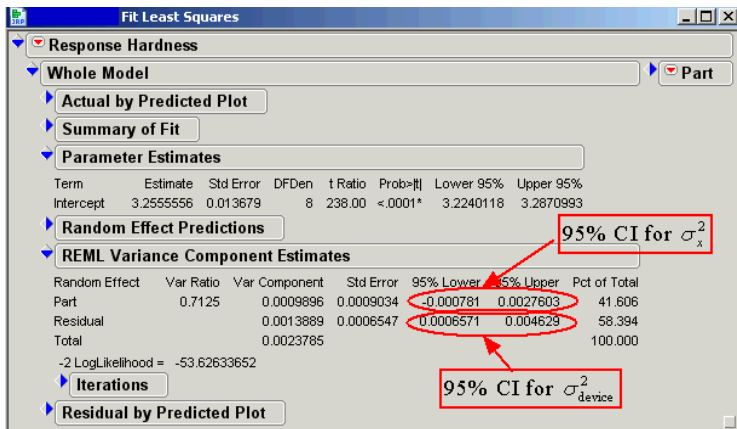 JRP Fit Least Squares
Response Hardness
Whole Model
Part
Actual by Predicted Plot
Summary of Fit
Parameter Estimates
Term Estimate Std Error DFDen t Ratio Prob>|t| Lower 95% Upper 95%
Intercept 3.2555556 0.013679 8 238.00 <.0001* 3.2240118 3.2870993
Random Effect Predictions
95% CI for σ²ₓ
REML Variance Component Estimates
Random Effect Var Ratio Var Component Std Error 95% Lower 95% Upper Pct of Total
Part 0.7125 0.0009896 0.0009034 -0.000781 0.0027603 41.606
Residual 0.0013889 0.0006547 0.0006571 0.004629 58.394
Total 0.0023785 100.000
-2 LogLikelihood = -53.62633652
Iterations
95% CI for σ²device
Residual by Predicted Plot